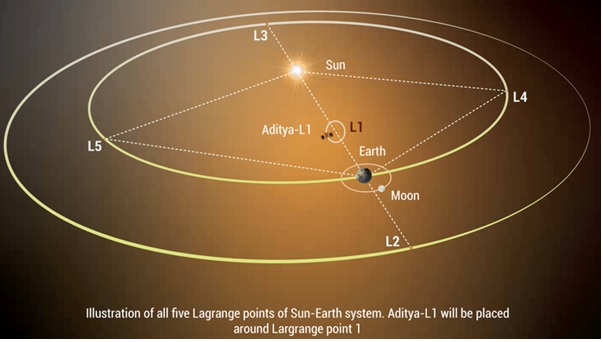 L3
Sun
L4
Aditya-L1
L1
L5
Earth
Moon
L2
Illustration of all five Lagrange points of Sun-Earth system. Aditya-L1 will be placed
around Largrange point 1